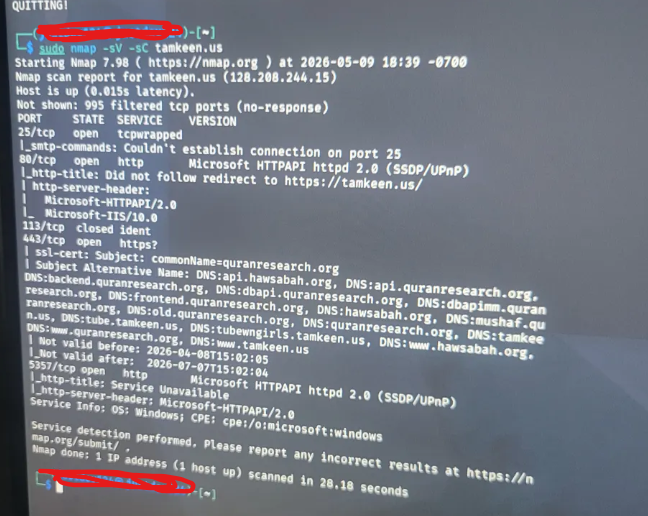 QUITTING!
)-[~]
$ sudo nmap -sV -sC tamkeen.us
Starting Nmap 7.98 ( https://nmap.org ) at 2026-05-09 18:39 -0700
Nmap scan report for tamkeen.us (128.208.244.15)
Host is up (0.015s latency).
Not shown: 995 filtered tcp ports (no-response)
PORT STATE SERVICE VERSION
25/tcp open tcpwrapped
|_smtp-commands: Couldn't establish connection on port 25
80/tcp open http Microsoft HTTPAPI httpd 2.0 (SSDP/UPnP)
|_http-title: Did not follow redirect to https://tamkeen.us/
| http-server-header:
| Microsoft-HTTPAPI/2.0
|_ Microsoft-IIS/10.0
113/tcp closed ident
443/tcp open https?
| ssl-cert: Subject: commonName=quranresearch.org
| Subject Alternative Name: DNS:api.hawsabah.org, DNS:api.quranresearch.org,
DNS:backend.quranresearch.org, DNS:dbapi.quranresearch.org, DNS:dbapimm.quran
research.org, DNS:frontend.quranresearch.org, DNS:hawsabah.org, DNS:mushaf.qu
ranresearch.org, DNS:old.quranresearch.org, DNS:quranresearch.org, DNS:tamkee
n.us, DNS:tube.tamkeen.us, DNS:tubewngirls.tamkeen.us, DNS:www.hawsabah.org,
DNS:www.quranresearch.org, DNS:www.tamkeen.us
| Not valid before: 2026-04-08T15:02:05
|_Not valid after: 2026-07-07T15:02:04
5357/tcp open http Microsoft HTTPAPI httpd 2.0 (SSDP/UPnP)
|_http-title: Service Unavailable
|_http-server-header: Microsoft-HTTPAPI/2.0
Service Info: OS: Windows; CPE: cpe:/o:microsoft:windows
Service detection performed. Please report any incorrect results at https://n
map.org/submit/ .
Nmap done: 1 IP address (1 host up) scanned in 28.18 seconds
-[~]
$